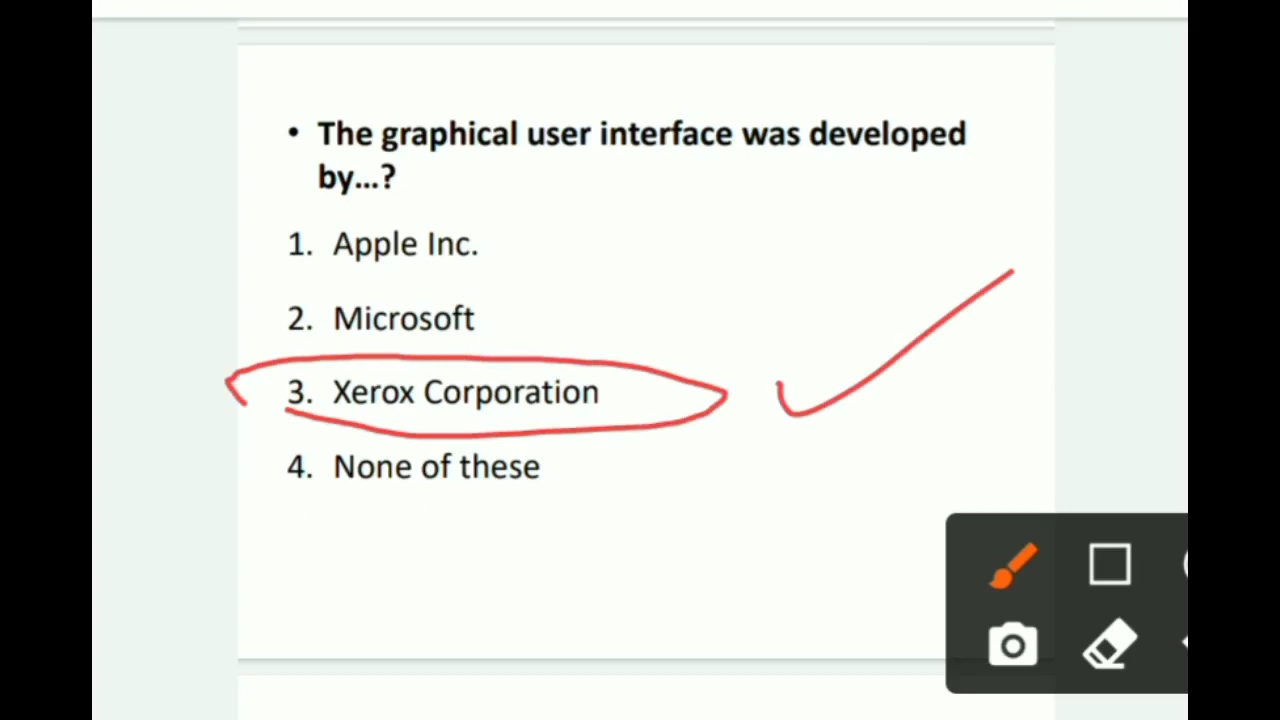 • The graphical user interface was developed
by...?
1. Apple Inc.
2. Microsoft
3. Xerox Corporation
4. None of these